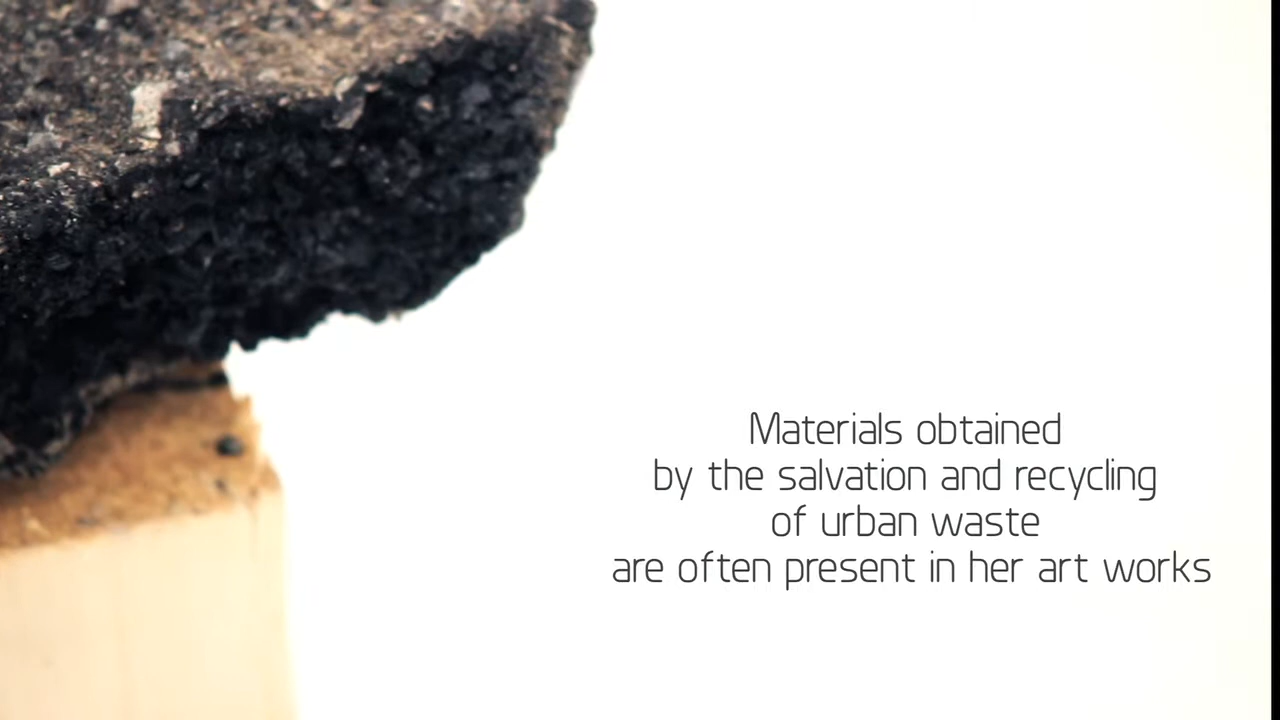 Materials obtained
by the salvation and recycling
of urban waste
are often present in her art works